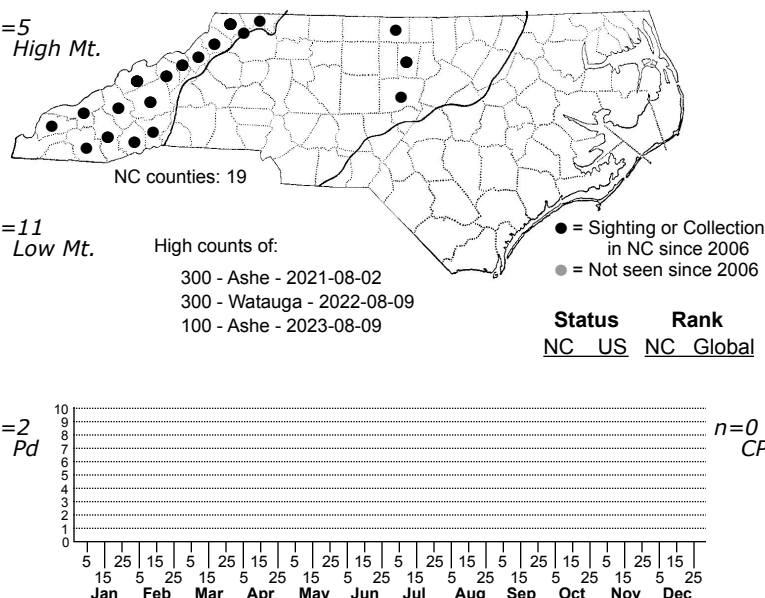 =5
High Mt.
NC counties: 19
=11
Low Mt.
High counts of:
300 - Ashe - 2021-08-02
300 - Watauga - 2022-08-09
100 - Ashe - 2023-08-09
● = Sighting or Collection
in NC since 2006
● = Not seen since 2006
Status Rank
NC US NC Global
=2
Pd
n=0
CP
10
9
8
7
6
5
4
3
2
1
0
5 25 15 5 25 15 5 25 15 5 25 15 5 25 15 5 25 15
15 5 25 15 5 25 15 5 25 15 5 25 15 5 25 15 5 25
Jan Feb Mar Apr May Jun Jul Aug Sep Oct Nov Dec